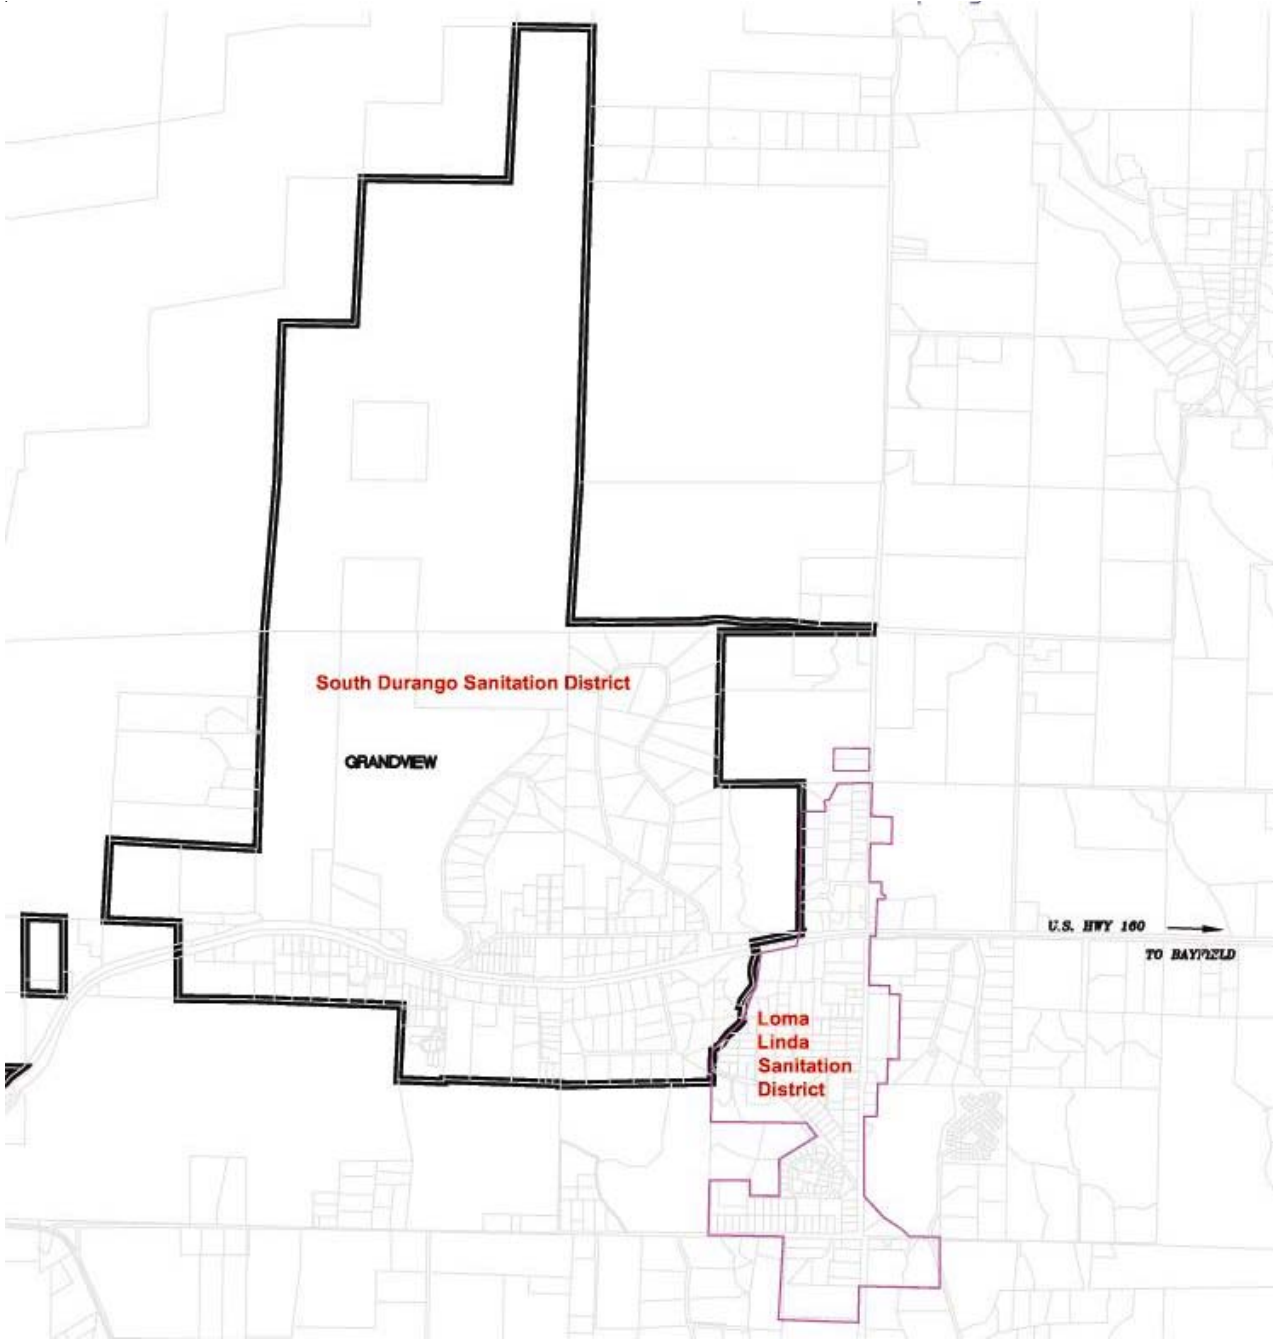 South Durango Sanitation District
GRANDVIEW
U.S. HWY 160
TO BAYFIELD
Loma
Linda
Sanitation
District